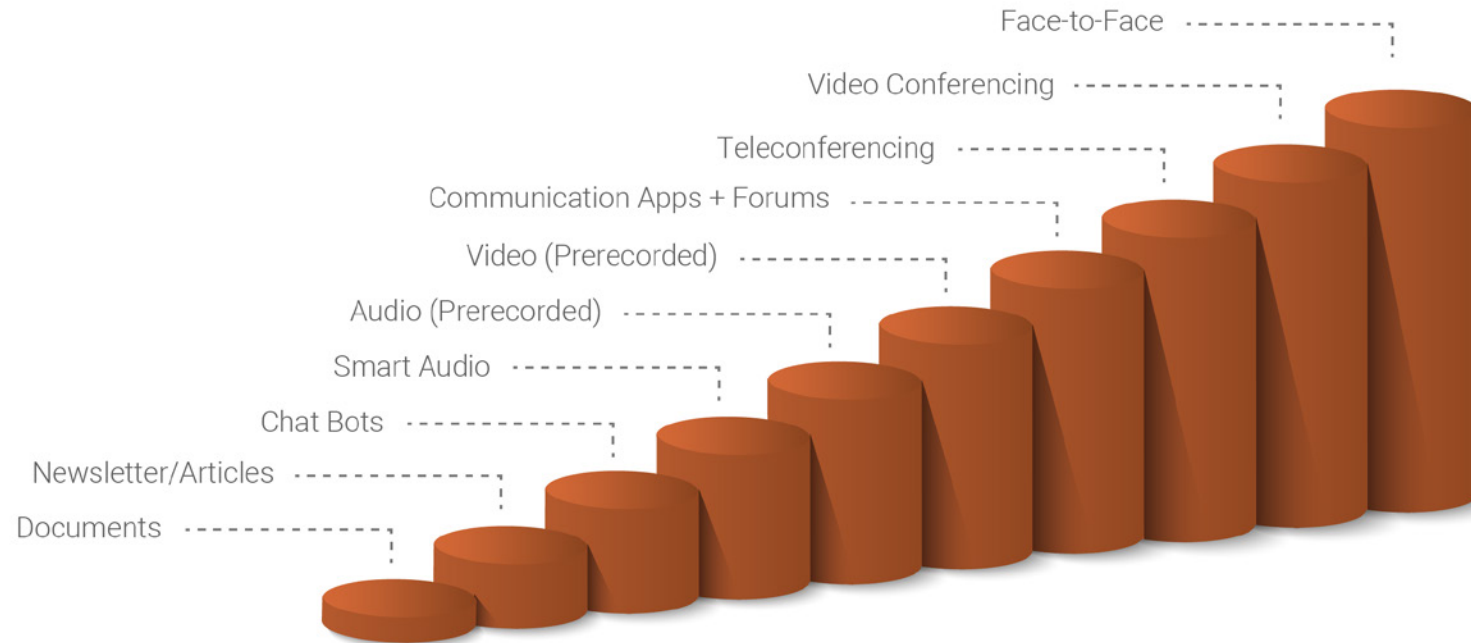 Face-to-Face
Video Conferencing
Teleconferencing
Communication Apps + Forums
Video (Prerecorded)
Audio (Prerecorded)
Smart Audio
Chat Bots
Newsletter/Articles
Documents